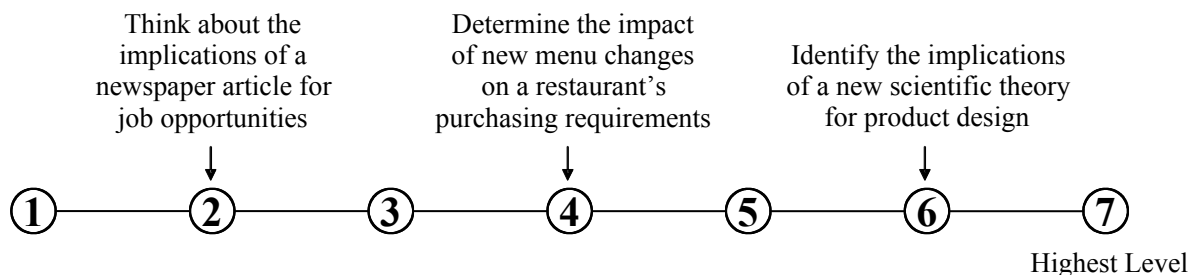 Think about the
implications of a
newspaper article for
job opportunities
Determine the impact
of new menu changes
on a restaurant’s
purchasing requirements
Identify the implications
of a new scientific theory
for product design
1 2 3 4 5 6 7
Highest Level